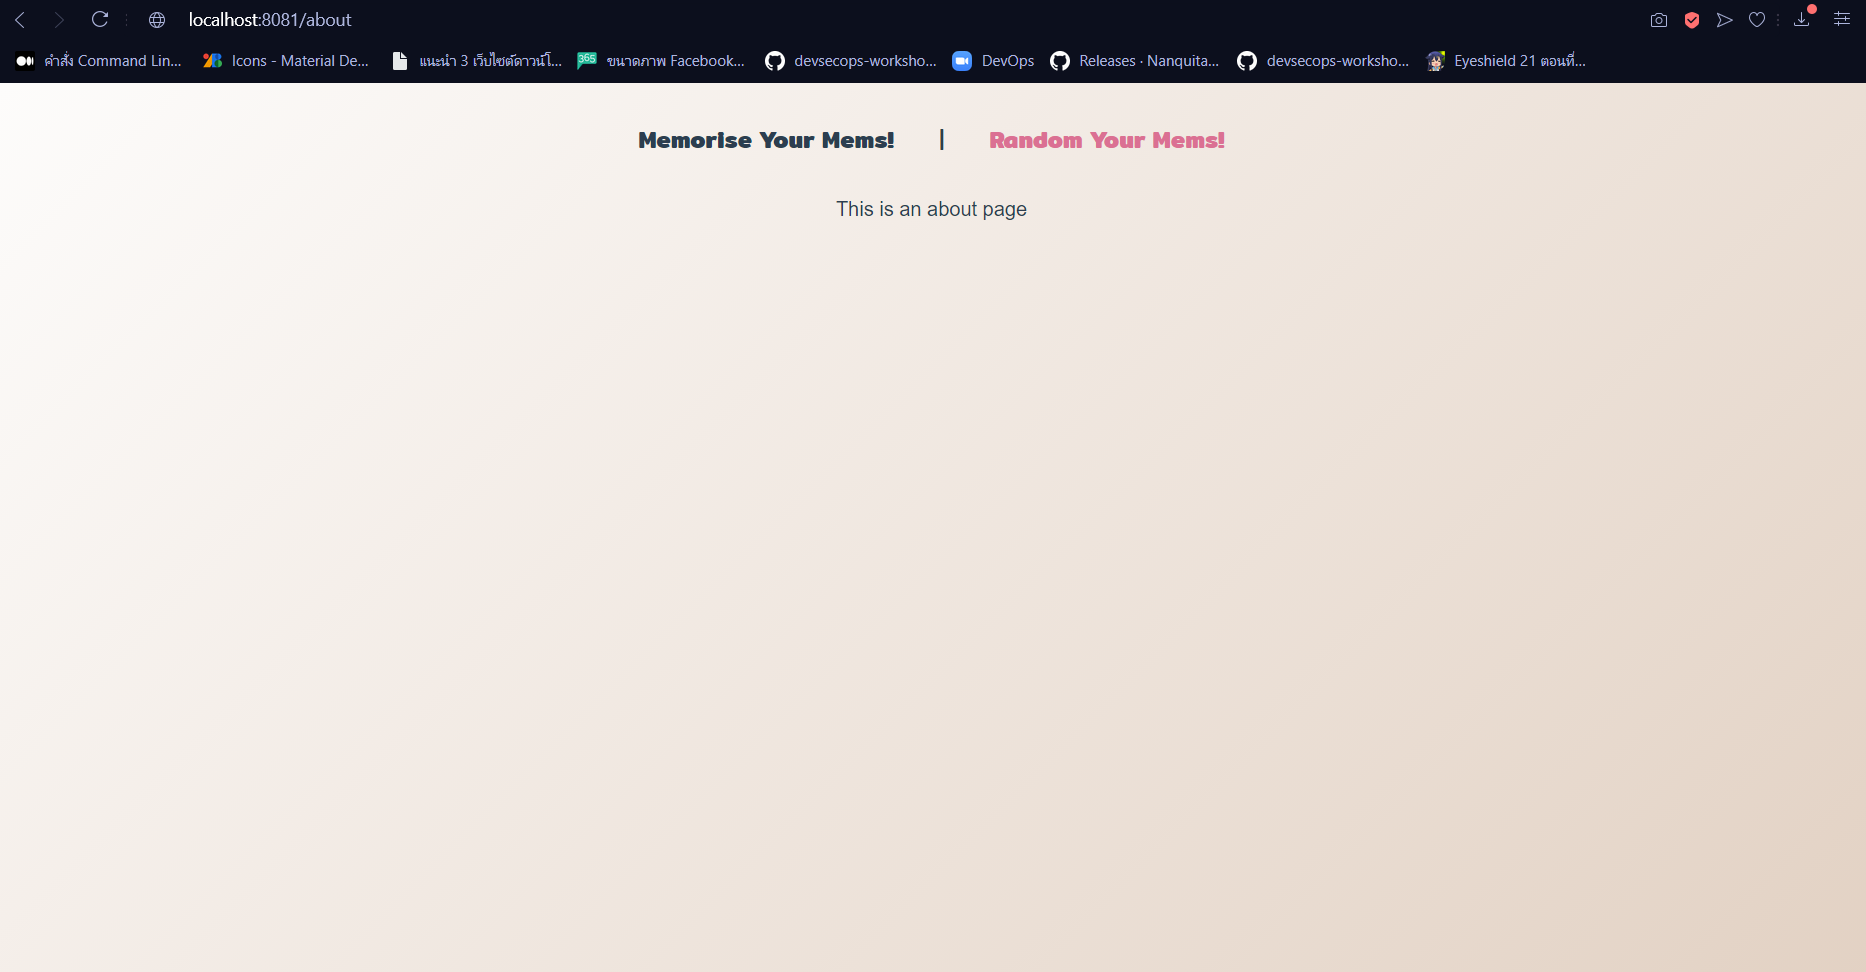 localhost:8081/about
คำสั่ง Command Lin...
Icons - Material De...
แนะนำ 3 เว็บไซต์ดาวน์โ...
365
ขนาดภาพ Facebook...
devsecops-worksho...
DevOps
Releases · Nanquita...
devsecops-worksho...
Eyeshield 21 ตอนที่...
Memorise Your Mems! | Random Your Mems!
This is an about page